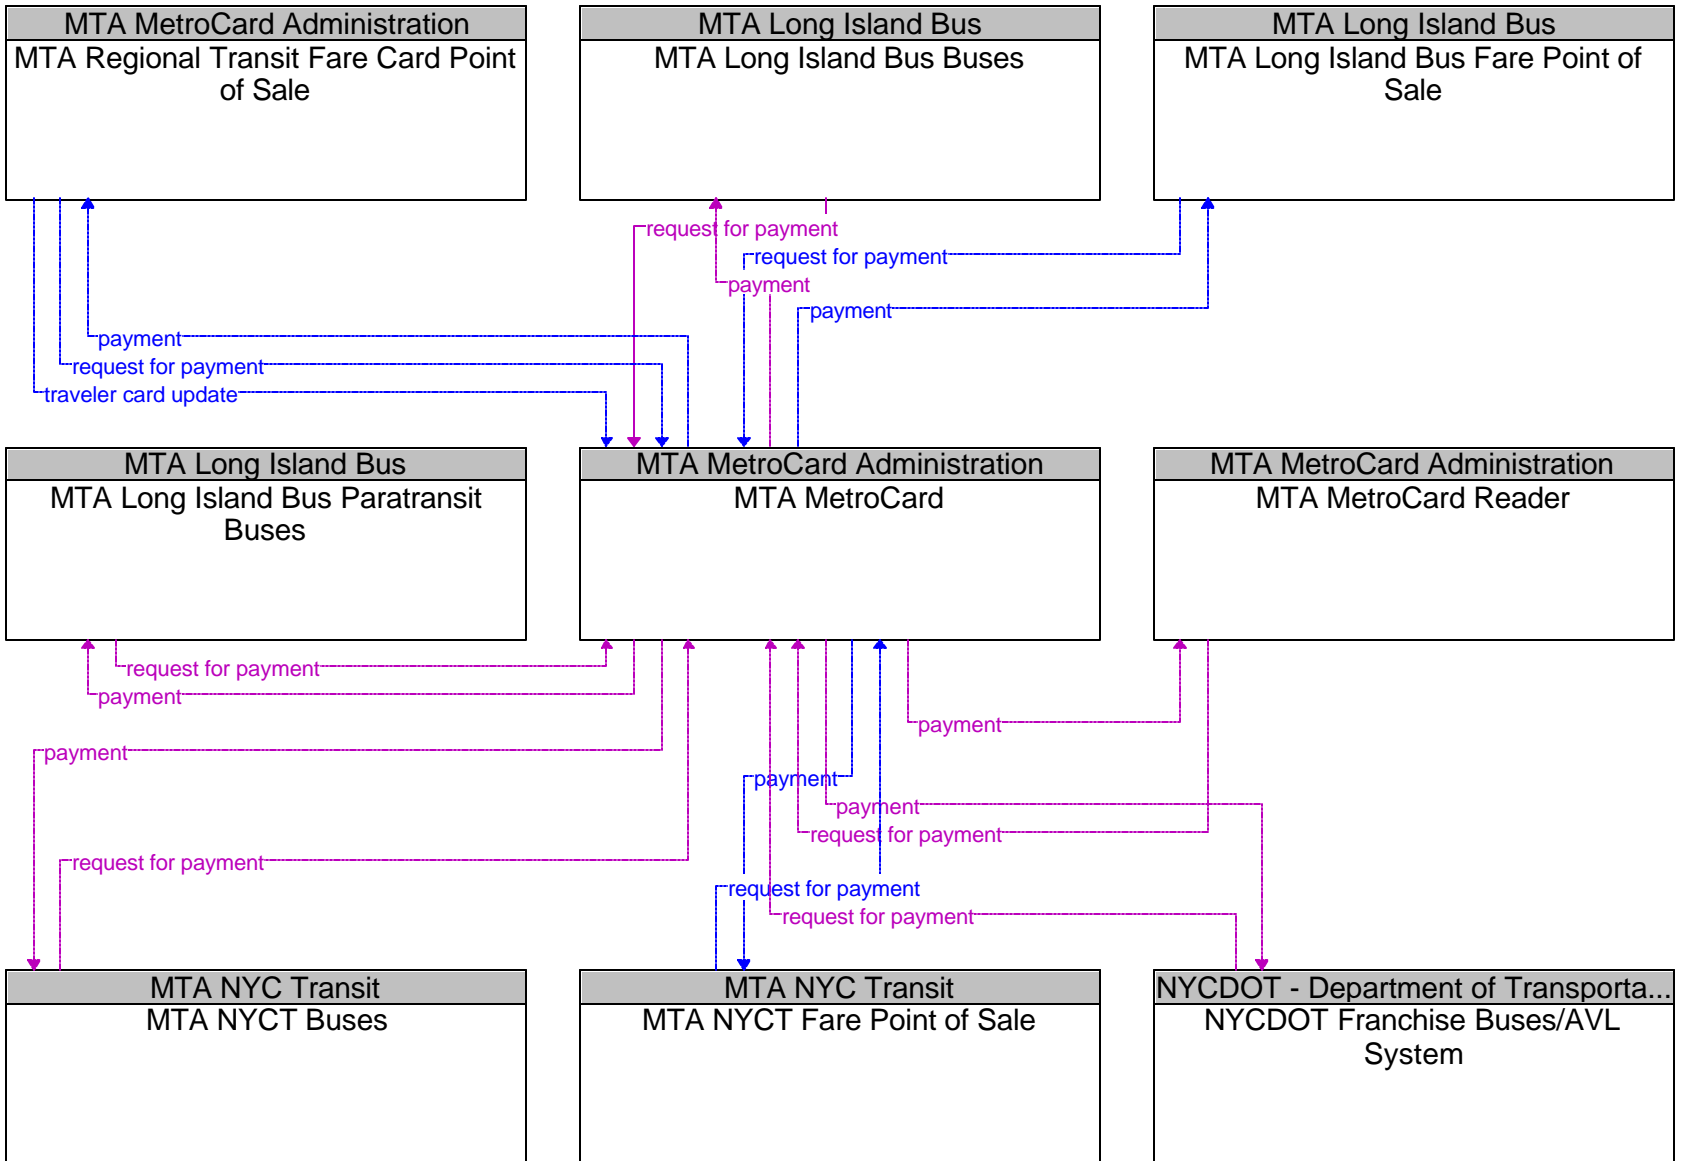 MTA MetroCard Administration
MTA Regional Transit Fare Card Point
of Sale
MTA Long Island Bus
MTA Long Island Bus Buses
MTA Long Island Bus
MTA Long Island Bus Fare Point of
Sale
request for payment
request for payment
payment
payment
payment
request for payment
traveler card update
MTA Long Island Bus
MTA Long Island Bus Paratransit
Buses
MTA MetroCard Administration
MTA MetroCard
MTA MetroCard Administration
MTA MetroCard Reader
request for payment
payment
payment
payment
payment
payment
request for payment
request for payment
request for payment
request for payment
MTA NYC Transit
MTA NYCT Buses
MTA NYC Transit
MTA NYCT Fare Point of Sale
NYCDOT - Department of Transporta...
NYCDOT Franchise Buses/AVL
System